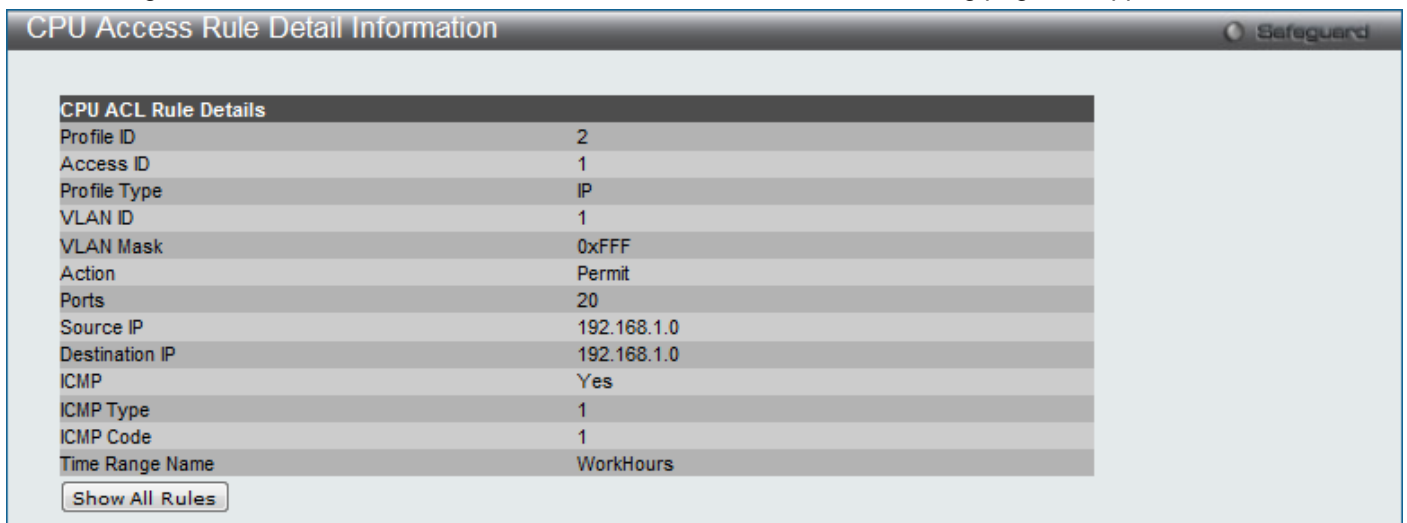 CPU Access Rule Detail Information
Safeguard
CPU ACL Rule Details
Profile ID 2
Access ID 1
Profile Type IP
VLAN ID 1
VLAN Mask 0xFFF
Action Permit
Ports 20
Source IP 192.168.1.0
Destination IP 192.168.1.0
ICMP Yes
ICMP Type 1
ICMP Code 1
Time Range Name WorkHours
Show All Rules